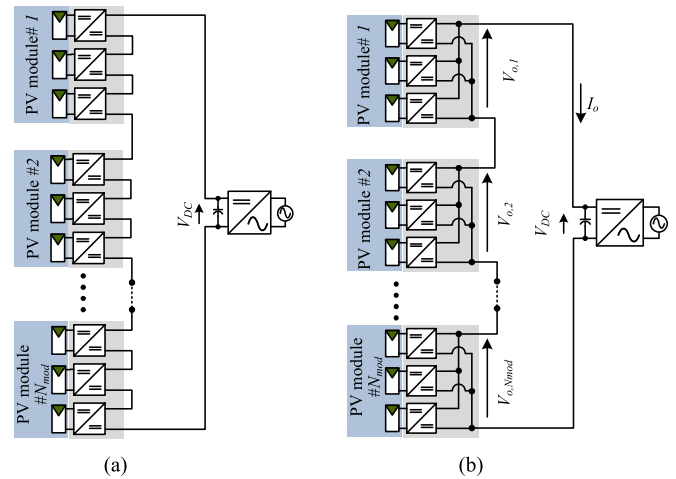 PV module# 1
PV module #2
PV module
#N_mod
V_DC
(a)
PV module# 1
PV module #2
PV module
#N_mod
V_o,1
V_o,2
V_o,Nmod
I_o
V_DC
(b)